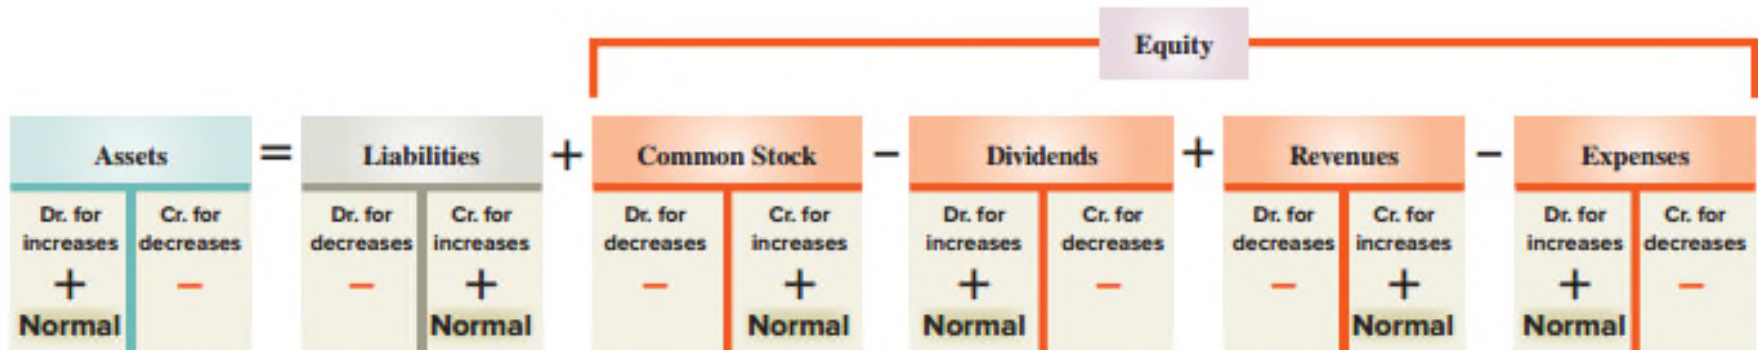 Equity
Assets = Liabilities + Common Stock − Dividends + Revenues − Expenses
Dr. for Cr. for Dr. for Cr. for Dr. for Cr. for Dr. for Cr. for Dr. for Cr. for Dr. for Cr. for
increases decreases decreases increases decreases increases increases decreases decreases increases increases decreases
+ − − + − + + − − + + −
Normal Normal Normal Normal Normal Normal